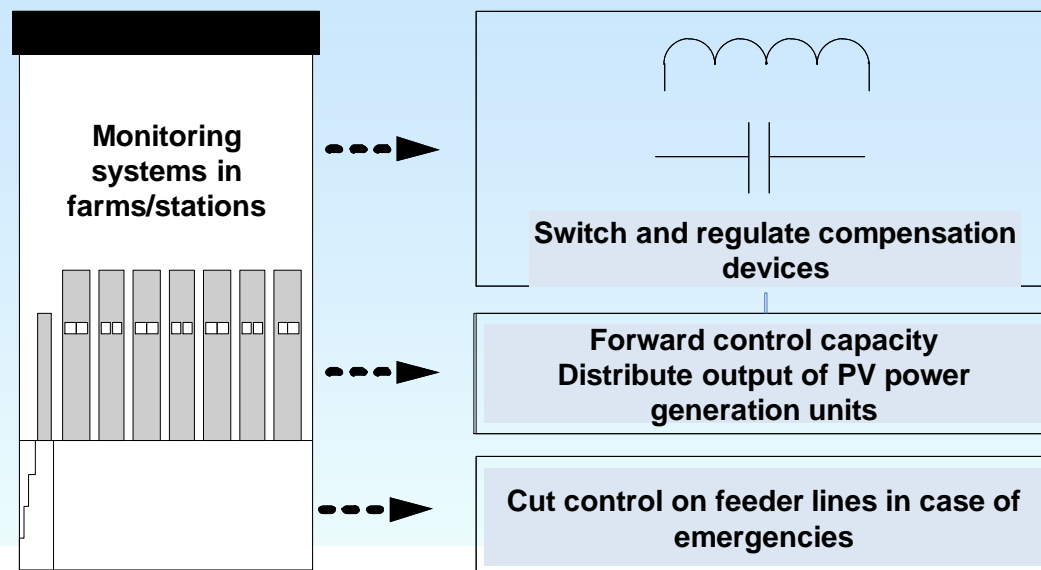 Monitoring
systems in
farms/stations
Switch and regulate compensation
devices
Forward control capacity
Distribute output of PV power
generation units
Cut control on feeder lines in case of
emergencies